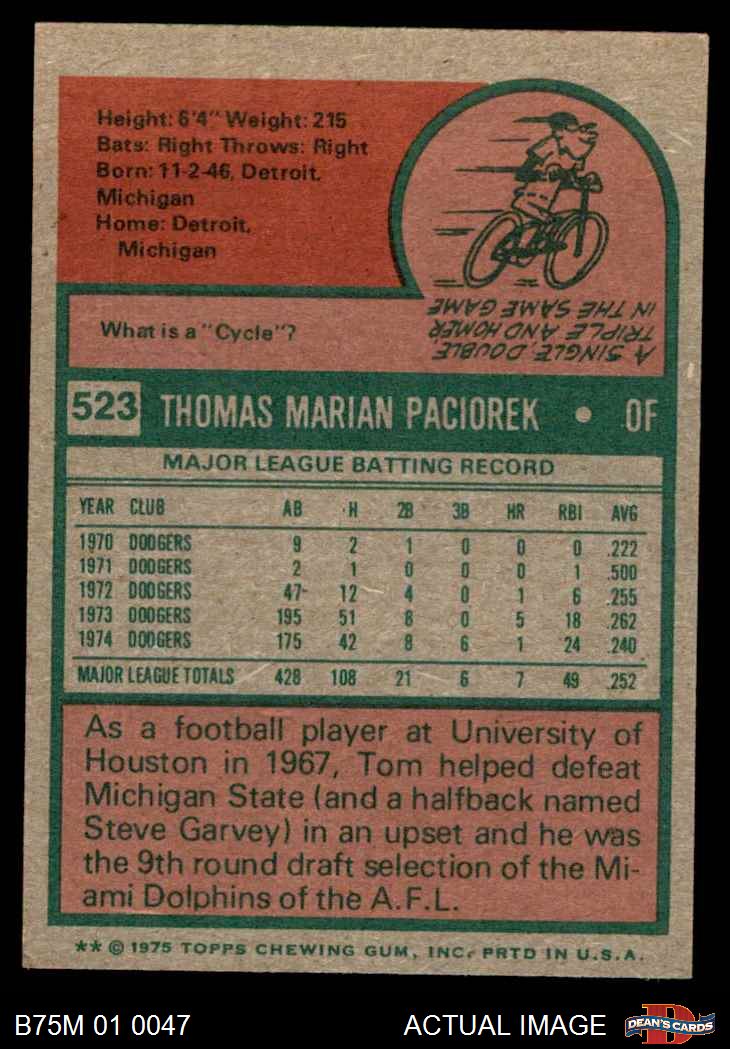 Height: 6'4" Weight: 215
Bats: Right Throws: Right
Born: 11-2-46, Detroit,
Michigan
Home: Detroit,
Michigan
What is a "Cycle"?
A SINGLE, DOUBLE
TRIPLE AND HOMER
IN THE SAME GAME
523 THOMAS MARIAN PACIOREK • OF
MAJOR LEAGUE BATTING RECORD
YEAR CLUB AB H 2B 3B HR RBI AVG
1970 DODGERS 9 2 1 0 0 0 .222
1971 DODGERS 2 1 0 0 0 1 .500
1972 DODGERS 47 12 4 0 1 6 .255
1973 DODGERS 195 51 8 0 5 18 .262
1974 DODGERS 175 42 8 6 1 24 .240
MAJOR LEAGUE TOTALS 428 108 21 6 7 49 .252
As a football player at University of
Houston in 1967, Tom helped defeat
Michigan State (and a halfback named
Steve Garvey) in an upset and he was
the 9th round draft selection of the Mi-
ami Dolphins of the A.F.L.
** © 1975 TOPPS CHEWING GUM, INC. PRTD IN U.S.A.
B75M 01 0047 ACTUAL IMAGE
D
DEAN'S CARDS